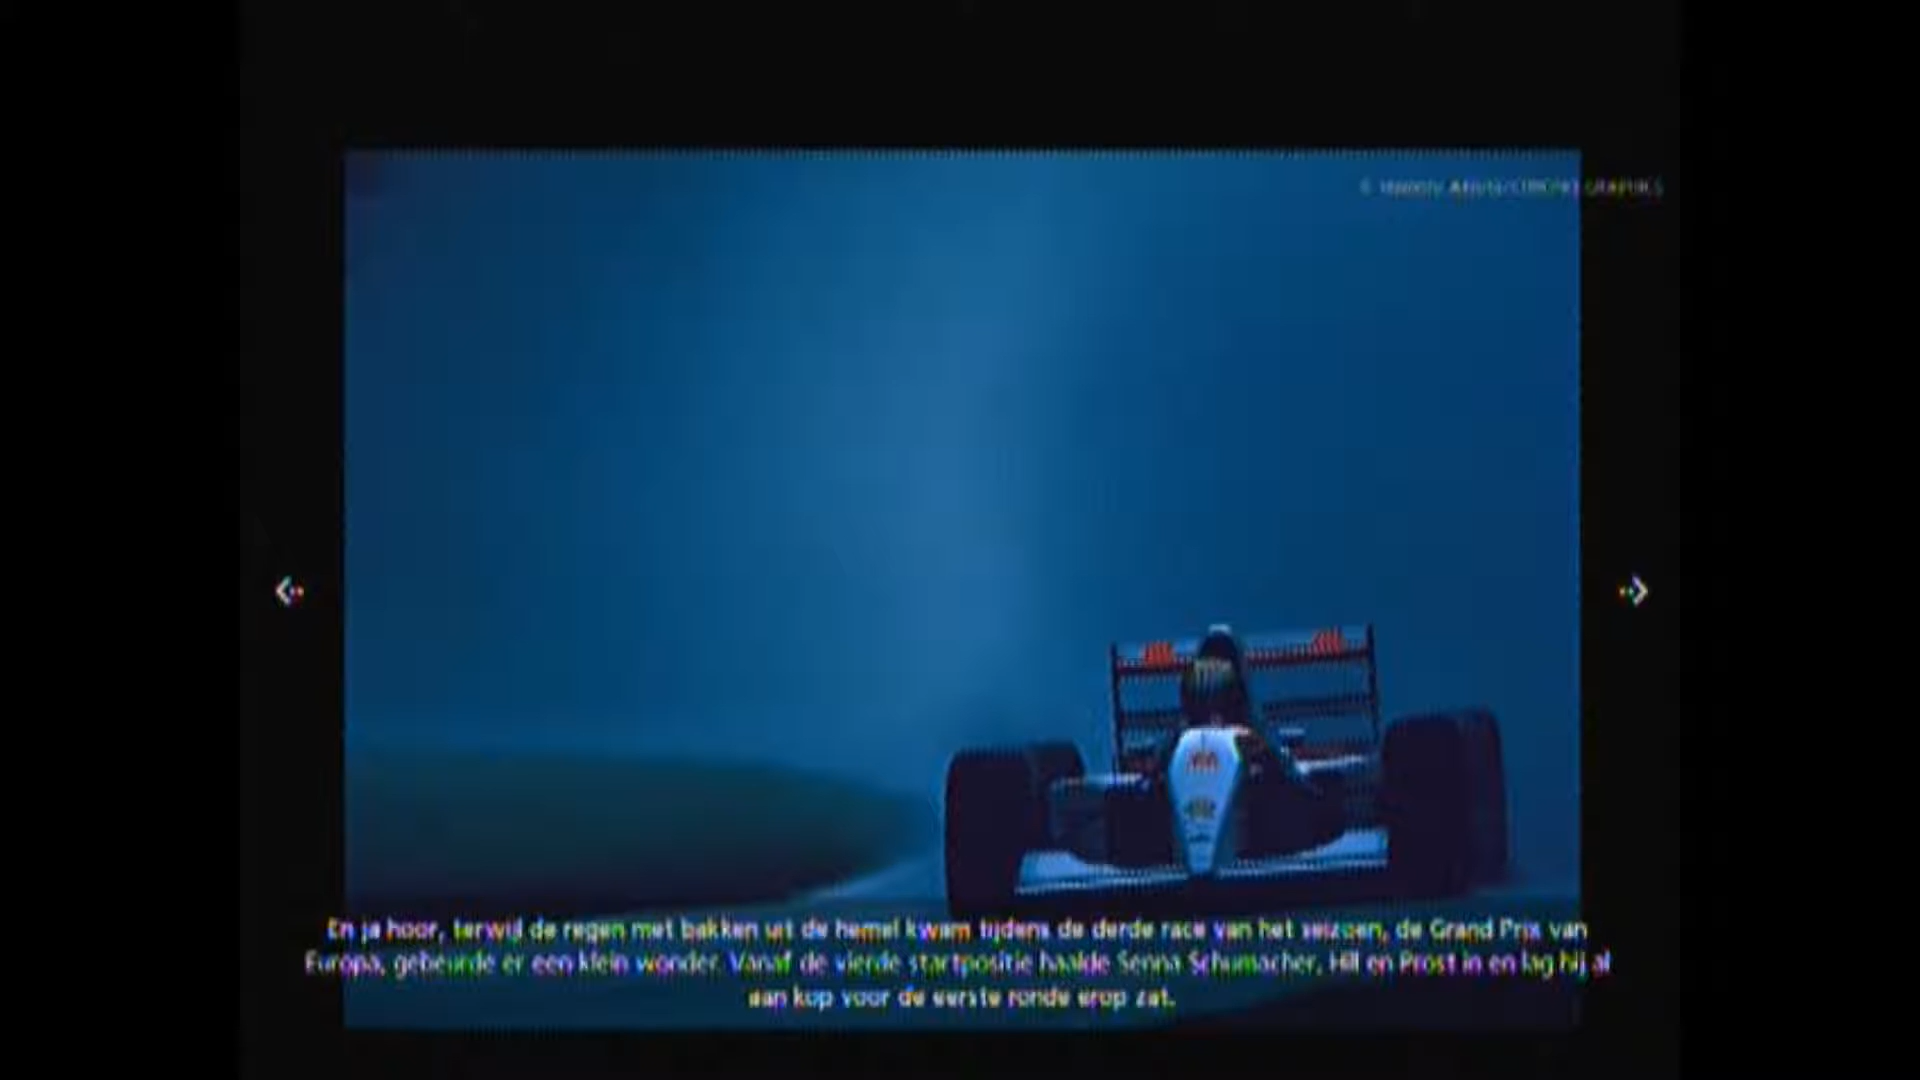 En ja hoor, terwijl de regen met bakken uit de hemel kwam tijdens de derde race van het seizoen, de Grand Prix van
Europa, gebeurde er een klein wonder. Vanaf de vierde startpositie haalde Senna Schumacher, Hill en Prost in en lag hij al
aan kop voor de eerste ronde erop zat.